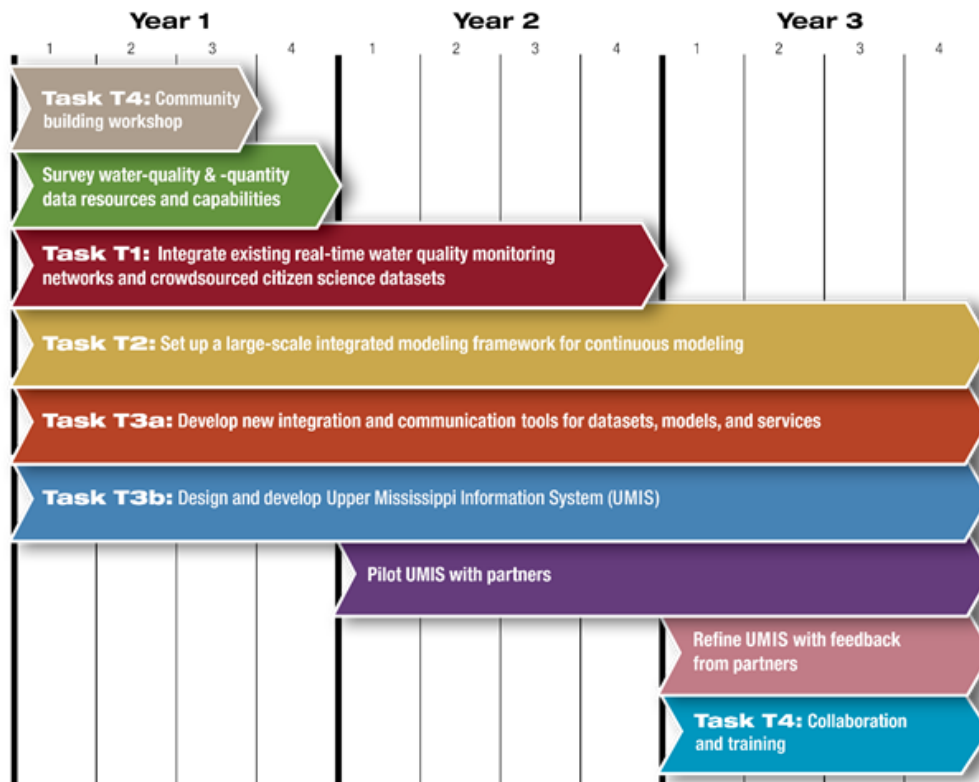 Year 1 Year 2 Year 3
1 2 3 4 1 2 3 4 1 2 3 4
Task T4: Community
building workshop
Survey water-quality & -quantity
data resources and capabilities
Task T1: Integrate existing real-time water quality monitoring
networks and crowdsourced citizen science datasets
Task T2: Set up a large-scale integrated modeling framework for continuous modeling
Task T3a: Develop new integration and communication tools for datasets, models, and services
Task T3b: Design and develop Upper Mississippi Information System (UMIS)
Pilot UMIS with partners
Refine UMIS with feedback
from partners
Task T4: Collaboration
and training